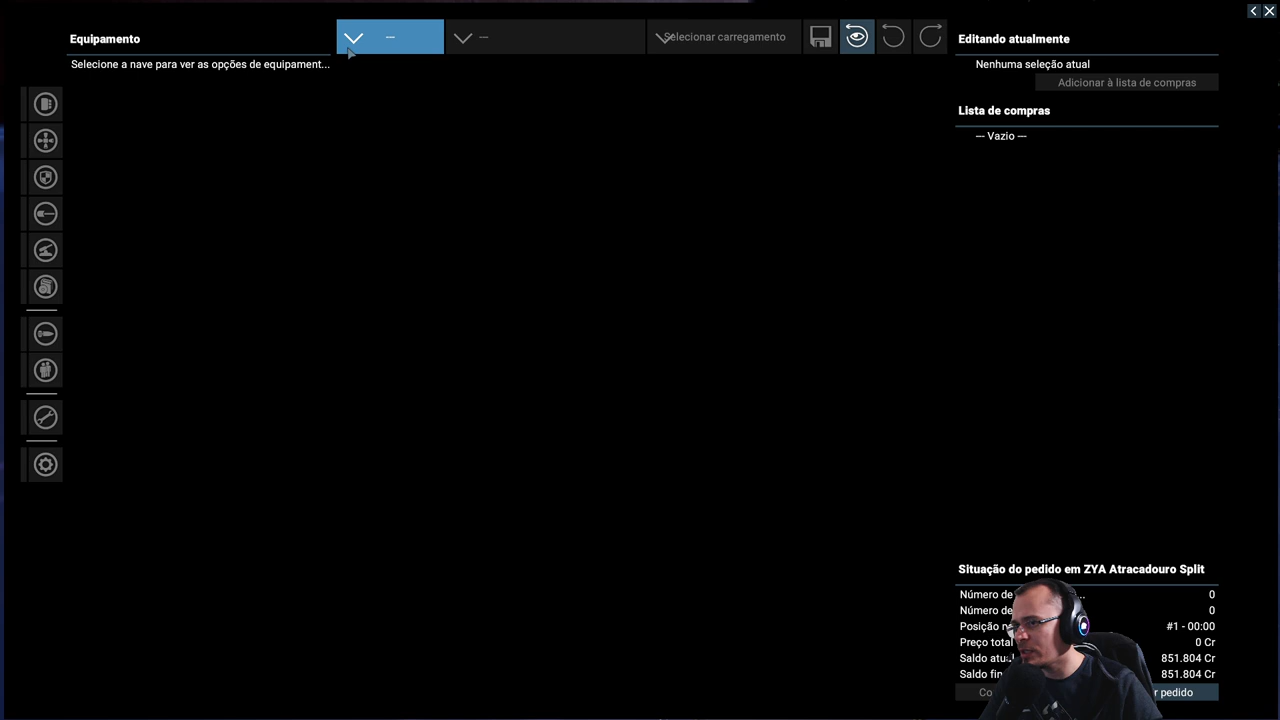 Equipamento
Selecione a nave para ver as opções de equipament...
—
—
Selecionar carregamento
Editando atualmente
Nenhuma seleção atual
Adicionar à lista de compras
Lista de compras
— Vazio —
Situação do pedido em ZYA Atracadouro Split
Número de ... 0
Número de 0
Posição #1 - 00:00
Preço total 0 Cr
Saldo 851.804 Cr
Saldo 851.804 Cr
pedido